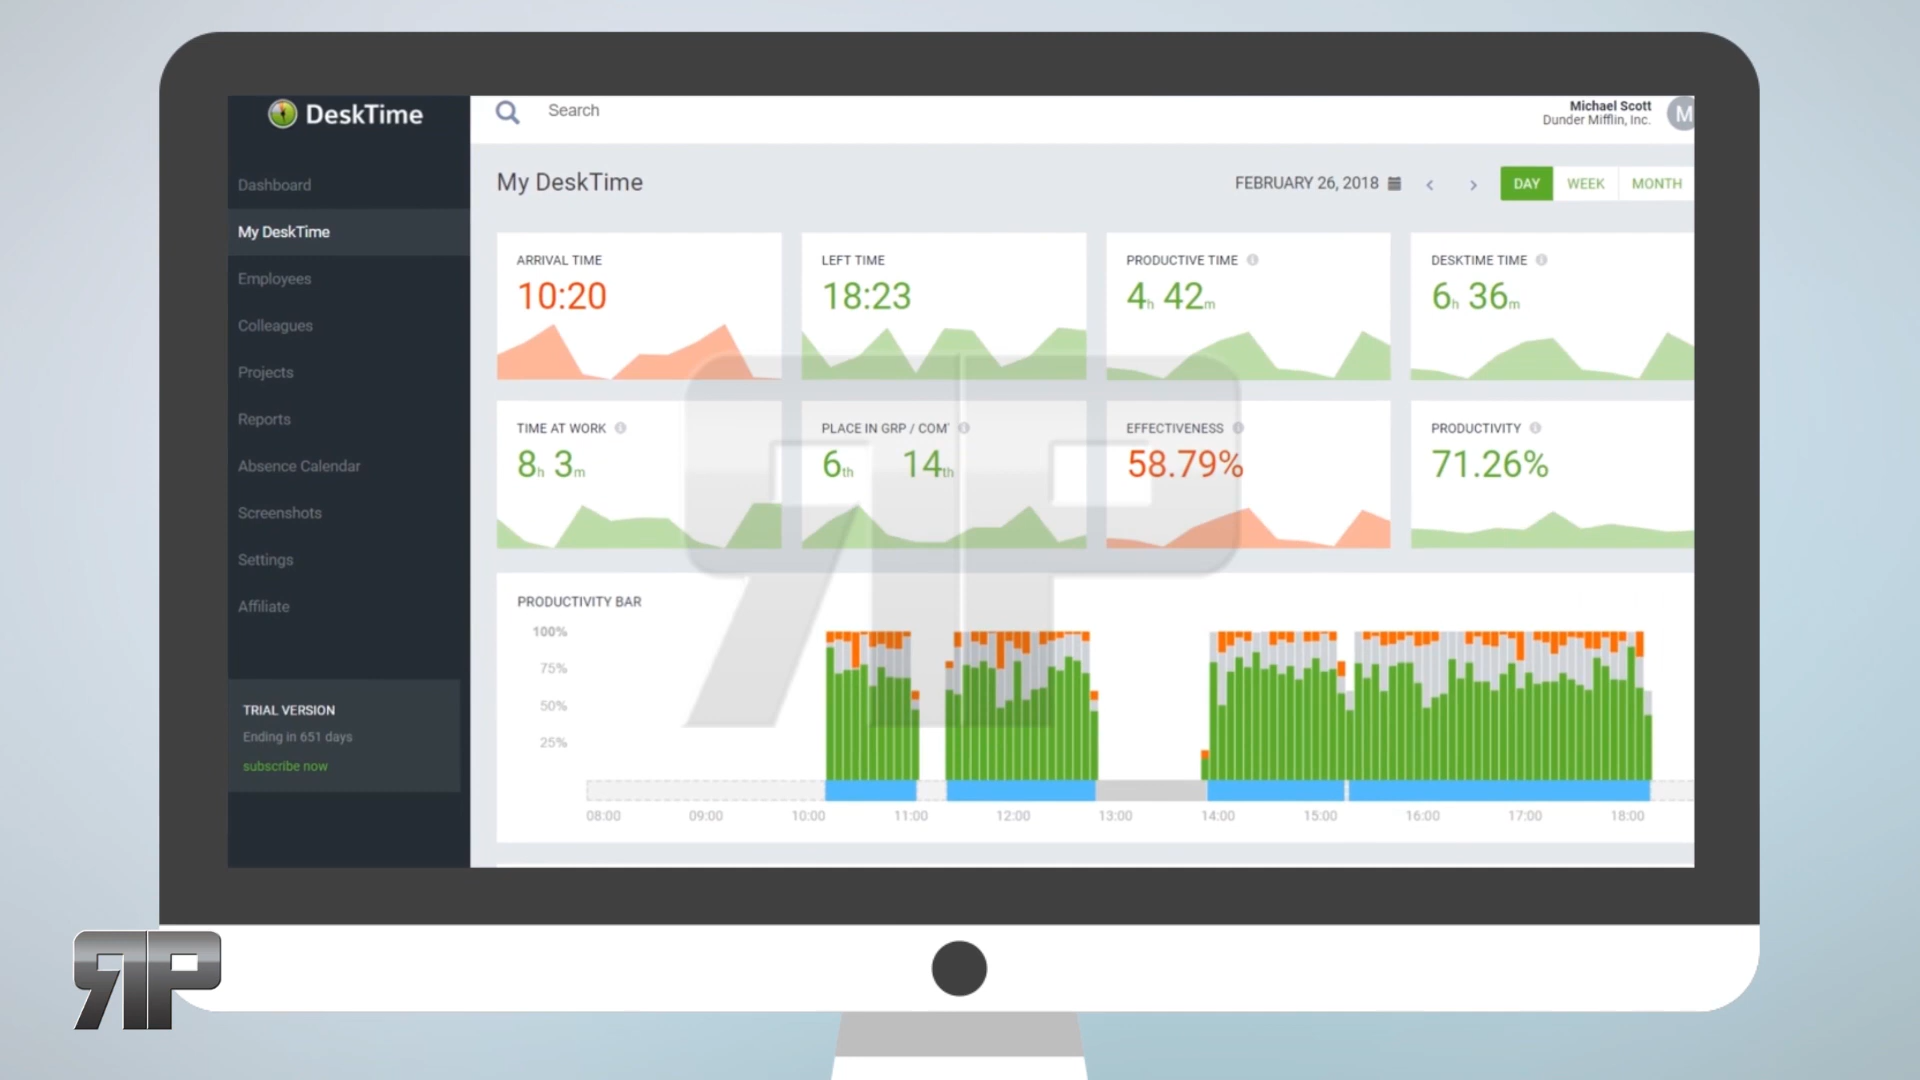 DeskTime
Search
Michael Scott
Dunder Mifflin, Inc.
M
Dashboard
My DeskTime
Employees
Colleagues
Projects
Reports
Absence Calendar
Screenshots
Settings
Affiliate
TRIAL VERSION
Ending in 651 days
subscribe now
My DeskTime
FEBRUARY 26, 2018
DAY WEEK MONTH
ARRIVAL TIME
10:20
LEFT TIME
18:23
PRODUCTIVE TIME
4h 42m
DESKTIME TIME
6h 36m
TIME AT WORK
8h 3m
PLACE IN GRP / COM
6th 14th
EFFECTIVENESS
58.79%
PRODUCTIVITY
71.26%
PRODUCTIVITY BAR
100%
75%
50%
25%
08:00 09:00 10:00 11:00 12:00 13:00 14:00 15:00 16:00 17:00 18:00